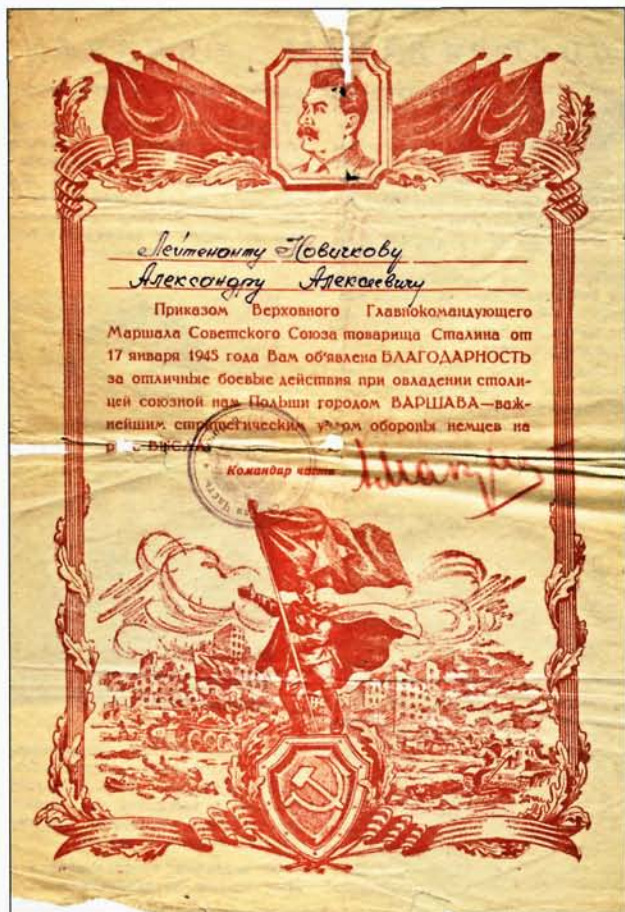 Лейтенанту Новичкову
Александру Алексеевичу
Приказом Верховного Главнокомандующего
Маршала Советского Союза товарища Сталина от
17 января 1945 года Вам об'явлена БЛАГОДАРНОСТЬ
за отличные боевые действия при овладении столи-
цей союзной нам Польши городом ВАРШАВА—важ-
нейшим стратегическим узлом обороны немцев на
Командир части